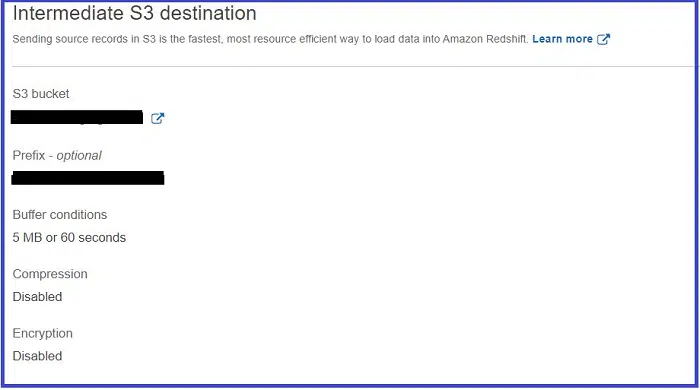 Intermediate S3 destination
Sending source records in S3 is the fastest, most resource efficient way to load data into Amazon Redshift. Learn more
S3 bucket
Prefix - optional
Buffer conditions
5 MB or 60 seconds
Compression
Disabled
Encryption
Disabled